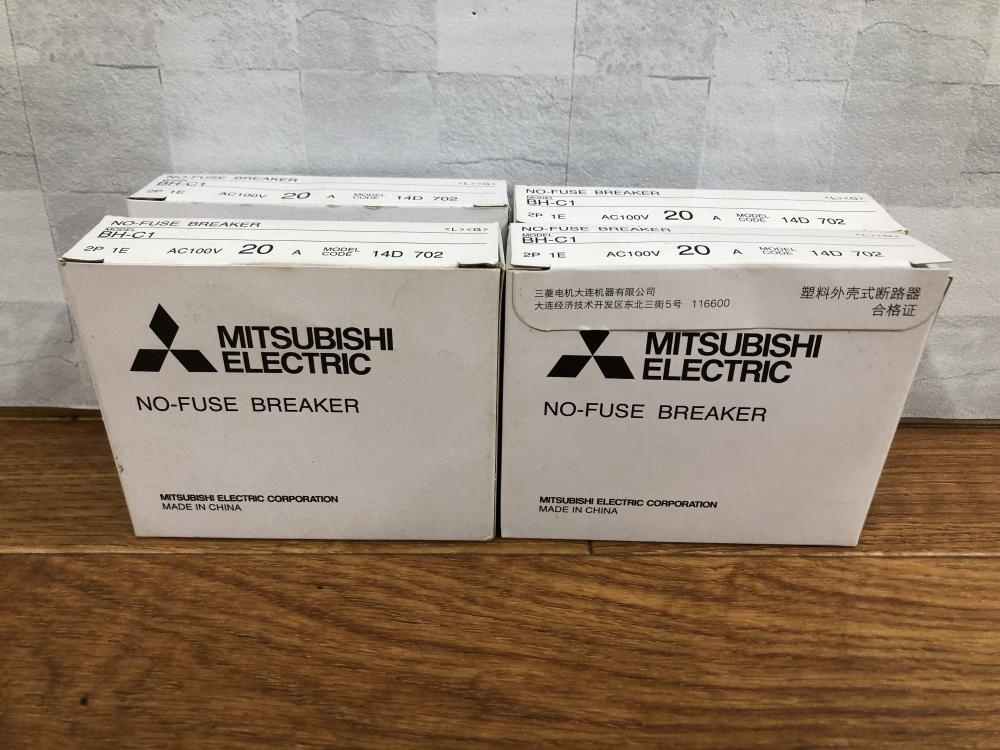 NO-FUSE BREAKER
BH-C1 <L><G>
2P 1E AC100V 20 A MODEL CODE 14D 702
NO-FUSE BREAKER
MODEL
BH-C1 <L><G>
2P 1E AC100V 20 A MODEL CODE 14D 702
NO-FUSE BREAKER
MODEL
BH-C1 <L><G>
2P 1E AC100V 20 A MODEL CODE 14D 702
NO-FUSE BREAKER
MODEL
BH-C1 <L><G>
2P 1E AC100V 20 A MODEL CODE 14D 702
MITSUBISHI
ELECTRIC
NO-FUSE BREAKER
MITSUBISHI ELECTRIC CORPORATION
MADE IN CHINA
三菱电机大连机器有限公司
大连经济技术开发区东北三街5号 116600
塑料外壳式断路器
合格证
MITSUBISHI
ELECTRIC
NO-FUSE BREAKER
MITSUBISHI ELECTRIC CORPORATION
MADE IN CHINA